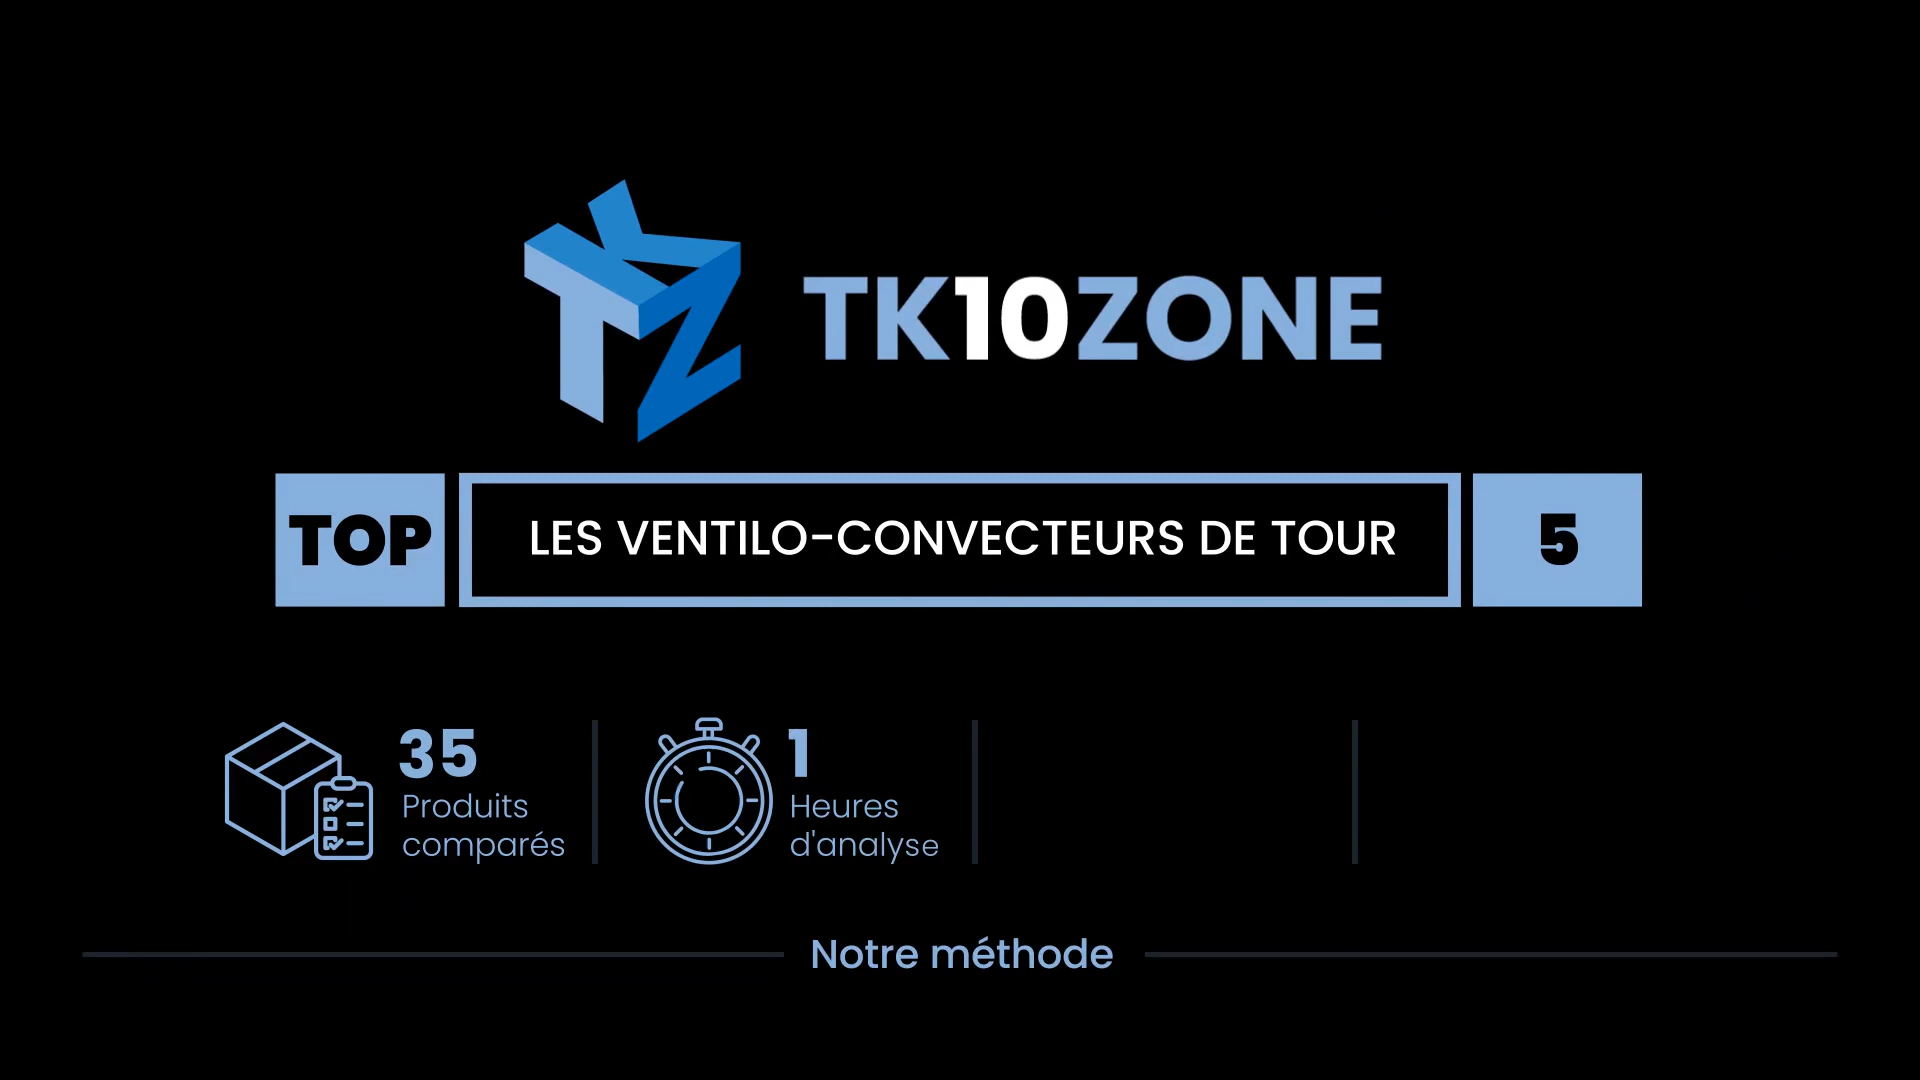 TK10ZONE
TOP
LES VENTILO-CONVECTEURS DE TOUR
5
35
Produits
comparés
1
Heures
d'analyse
Notre méthode